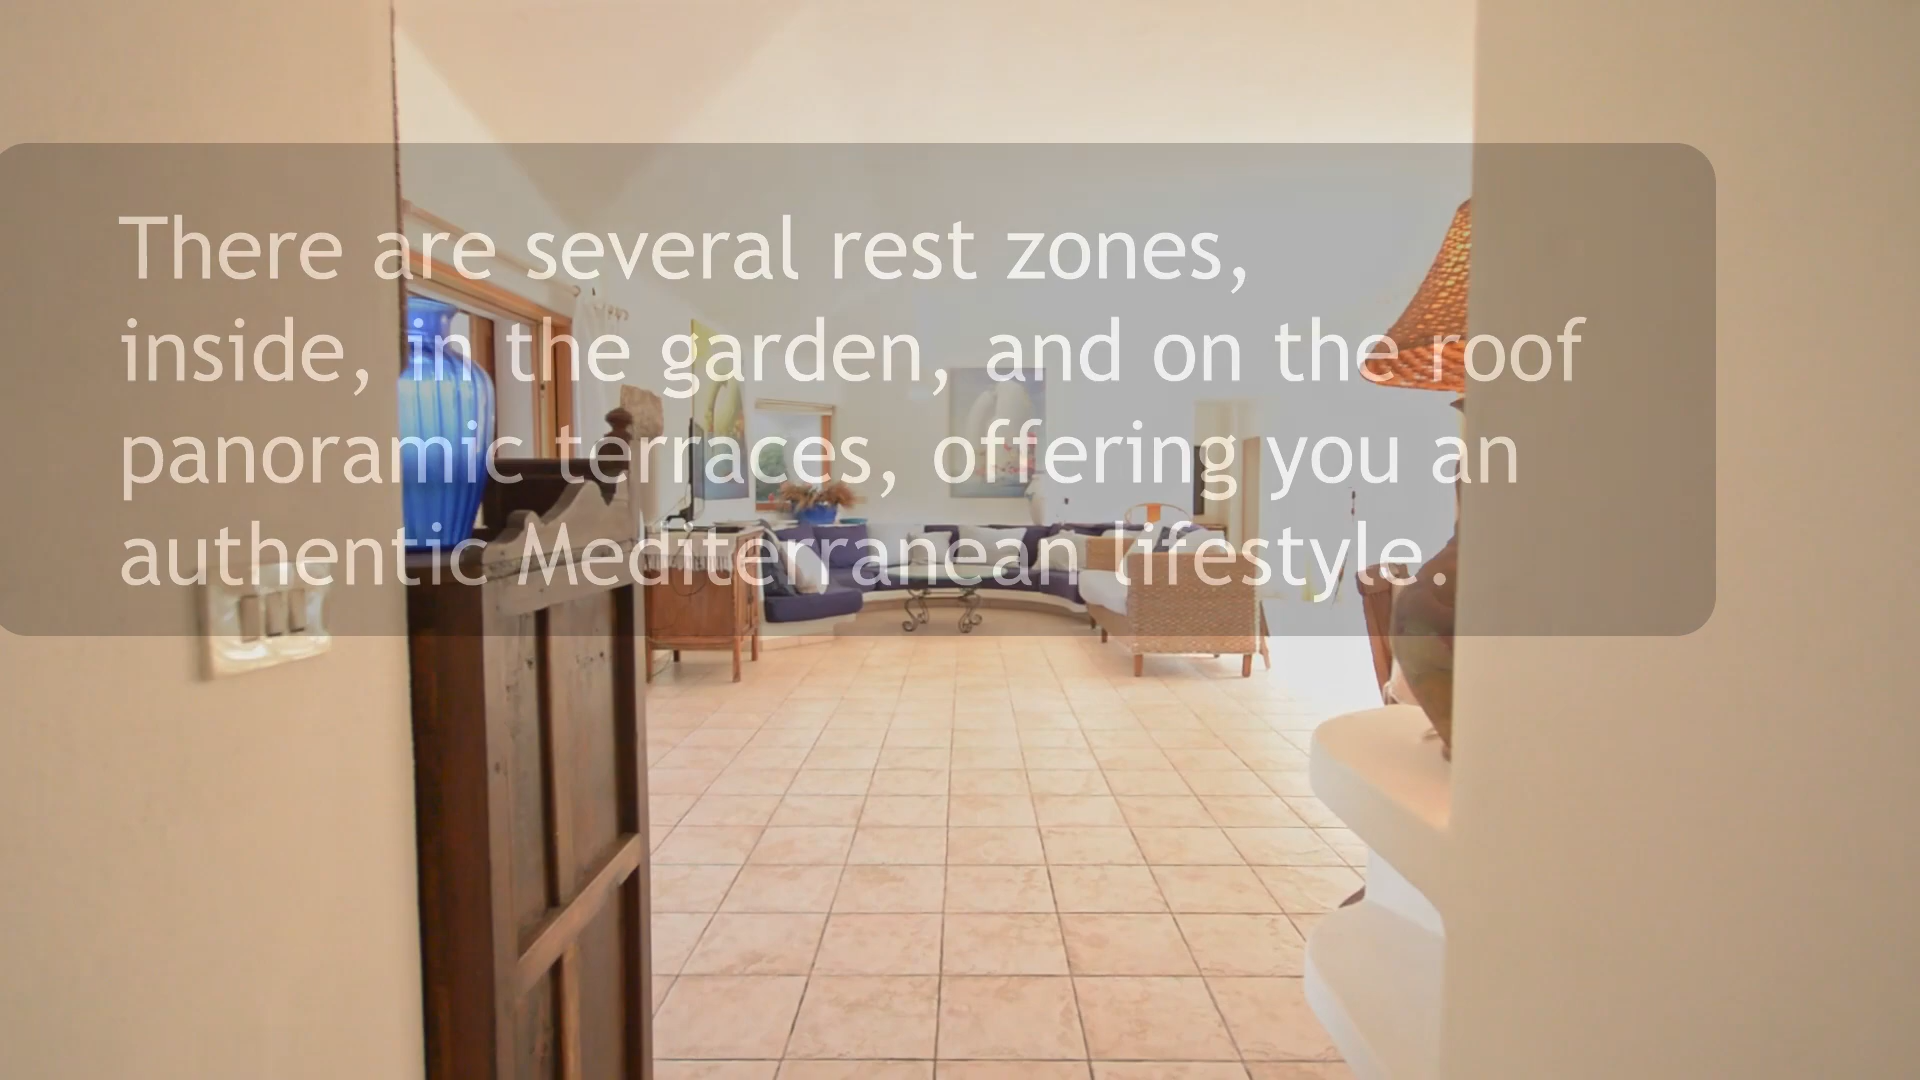 There are several rest zones,
inside, in the garden, and on the roof
panoramic terraces, offering you an
authentic Mediterranean lifestyle.